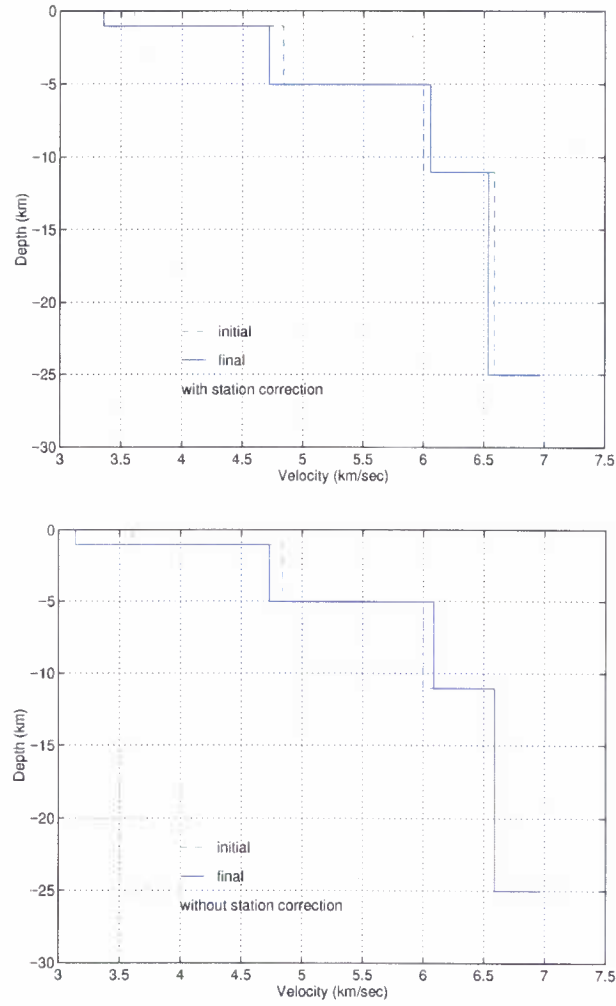 0
−5
−10
−15
−20
−25
−30
Depth (km)
initial
final
with station correction
3 3.5 4 4.5 5 5.5 6 6.5 7 7.5
Velocity (km/sec)
0
−5
−10
−15
−20
−25
−30
Depth (km)
initial
final
without station correction
3 3.5 4 4.5 5 5.5 6 6.5 7 7.5
Velocity (km/sec)